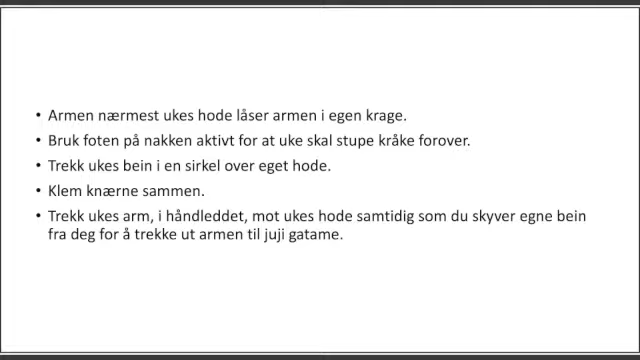 • Armen nærmest ukes hode låser armen i egen krage.
• Bruk foten på nakken aktivt for at uke skal stupe kråke forover.
• Trekk ukes bein i en sirkel over eget hode.
• Klem knærne sammen.
• Trekk ukes arm, i håndleddet, mot ukes hode samtidig som du skyver egne bein
fra deg for å trekke ut armen til juji gatame.